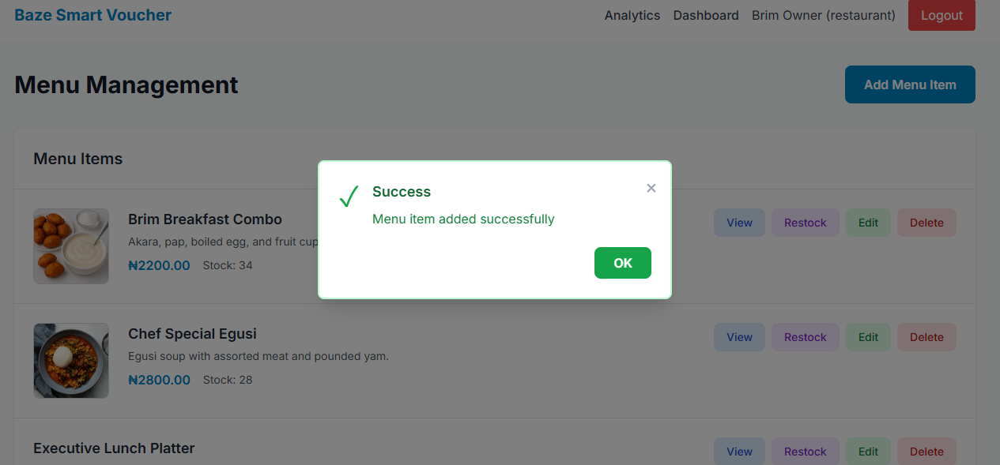 Baze Smart Voucher
Analytics Dashboard Brim Owner (restaurant) Logout
Menu Management
Add Menu Item
Menu Items
Success
×
Menu item added successfully
OK
Brim Breakfast Combo
Akara, pap, boiled egg, and fruit cup
₦2200.00 Stock: 34
View Restock Edit Delete
Chef Special Egusi
Egusi soup with assorted meat and pounded yam.
₦2800.00 Stock: 28
View Restock Edit Delete
Executive Lunch Platter
View Restock Edit Delete